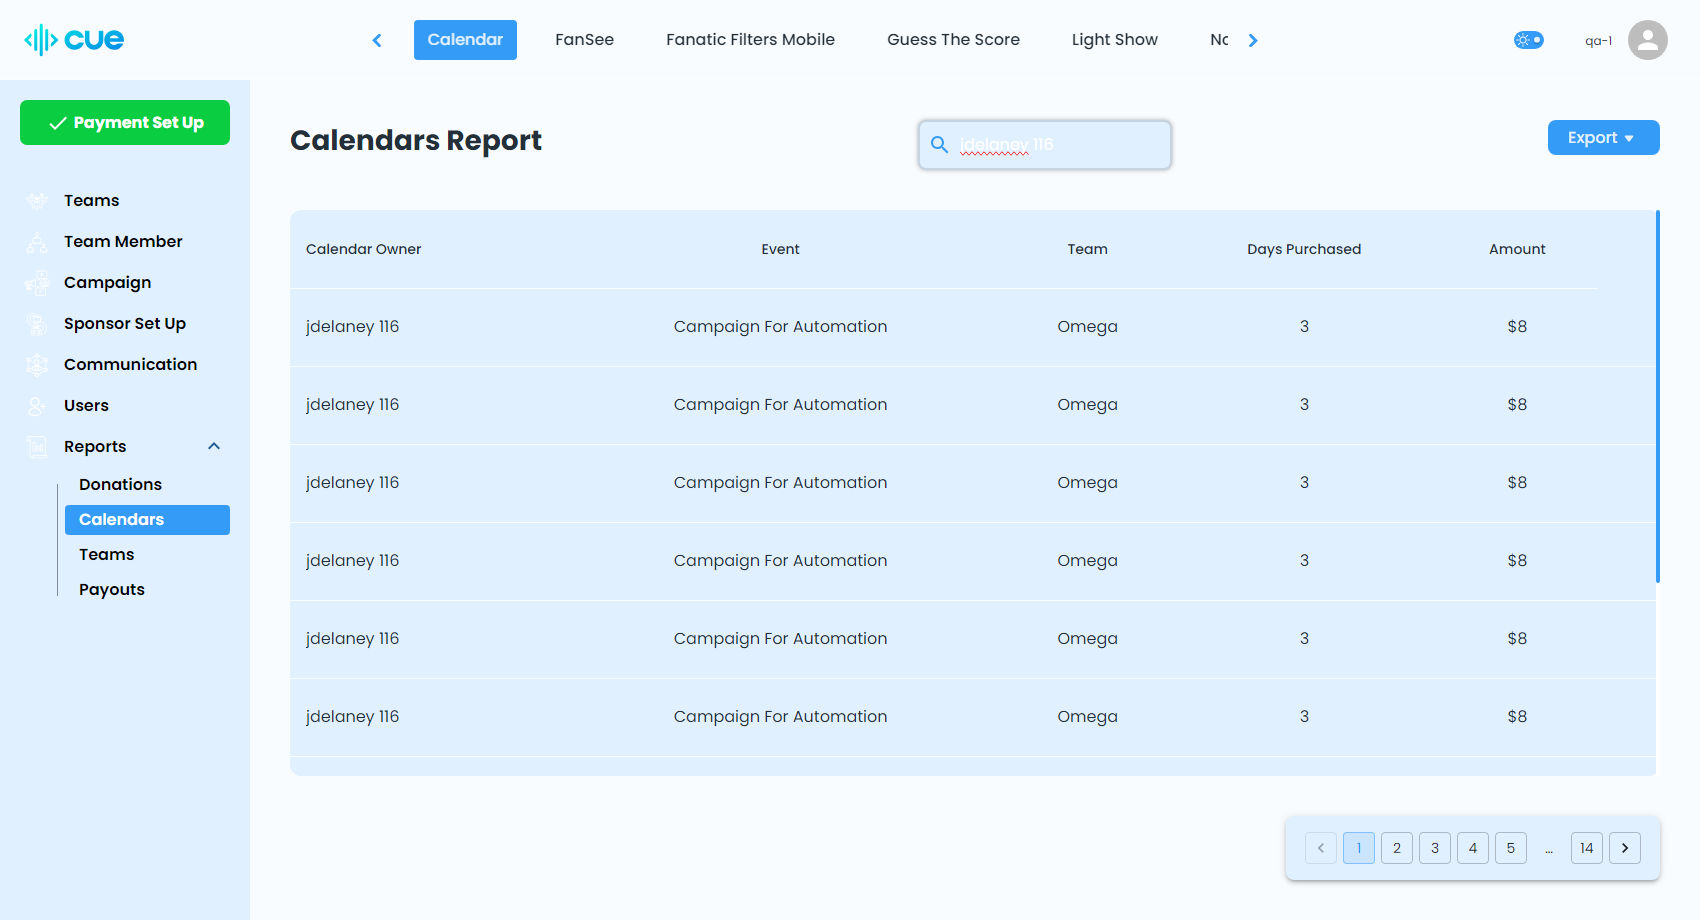 cue
Calendar FanSee Fanatic Filters Mobile Guess The Score Light Show No
qa-1
Payment Set Up
Teams
Team Member
Campaign
Sponsor Set Up
Communication
Users
Reports
Donations
Calendars
Teams
Payouts
Calendars Report
jdelaney 116
Export
Calendar Owner Event Team Days Purchased Amount
jdelaney 116 Campaign For Automation Omega 3 $8
jdelaney 116 Campaign For Automation Omega 3 $8
jdelaney 116 Campaign For Automation Omega 3 $8
jdelaney 116 Campaign For Automation Omega 3 $8
jdelaney 116 Campaign For Automation Omega 3 $8
jdelaney 116 Campaign For Automation Omega 3 $8
1 2 3 4 5 ... 14